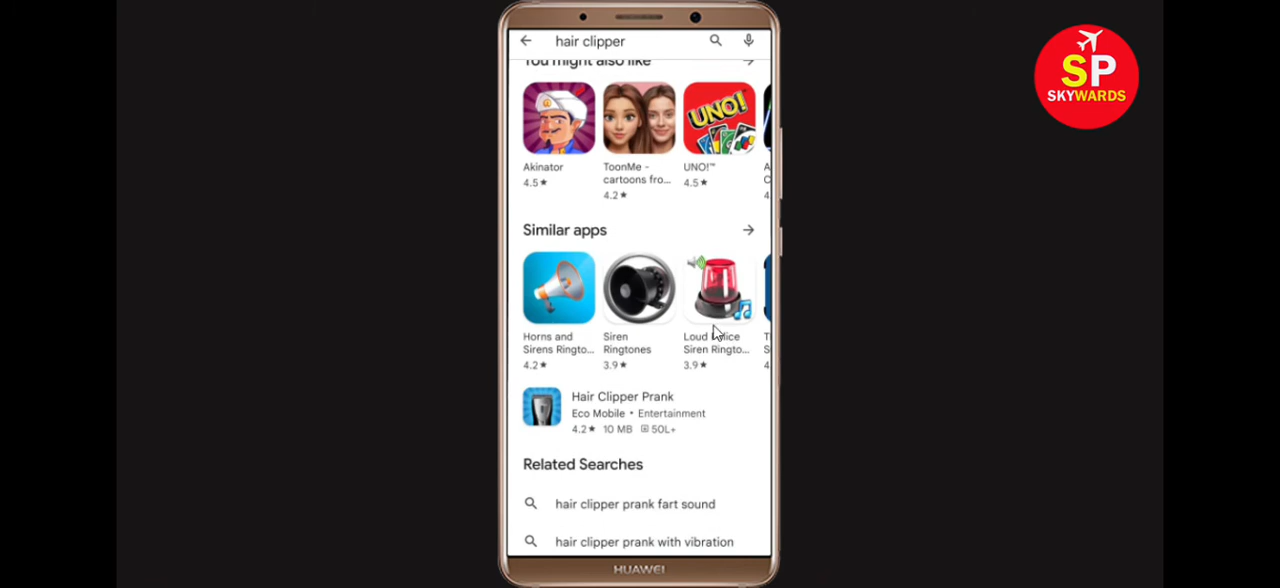 hair clipper
SP
SKYWARDS
You might also like
UNO!
Akinator
4.5★
ToonMe -
cartoons fro...
4.2★
UNO!™
4.5★
Similar apps
Horns and
Sirens Ringto...
4.2★
Siren
Ringtones
3.9★
Loud Police
Siren Ringto...
3.9★
Hair Clipper Prank
Eco Mobile • Entertainment
4.2★ 10 MB 50L+
Related Searches
hair clipper prank fart sound
hair clipper prank with vibration
HUAWEI